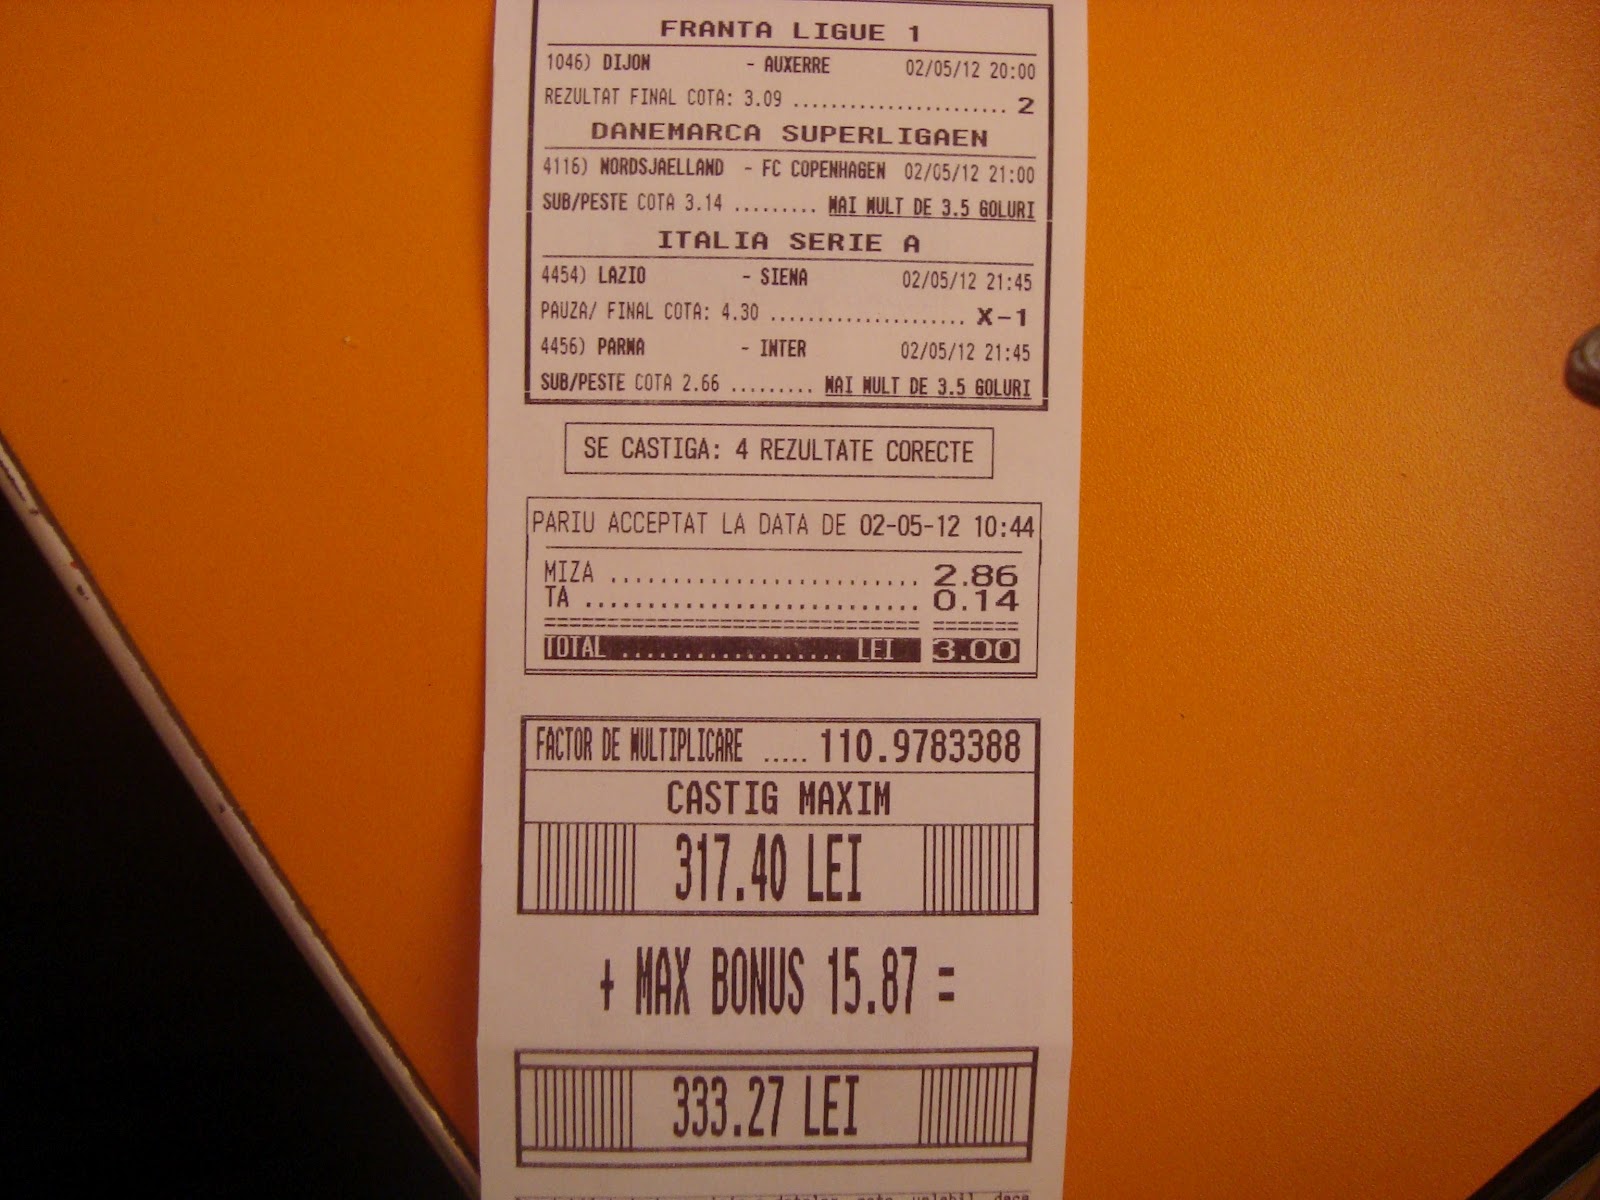 FRANTA LIGUE 1
1046) DIJON - AUXERRE 02/05/12 20:00
REZULTAT FINAL COTA: 3.09 ...................... 2
DANEMARCA SUPERLIGAEN
4116) NORDSJAELLAND - FC COPENHAGEN 02/05/12 21:00
SUB/PESTE COTA 3.14 ......... MAI MULT DE 3.5 GOLURI
ITALIA SERIE A
4454) LAZIO - SIENA 02/05/12 21:45
PAUZA/ FINAL COTA: 4.30 ..................... X-1
4456) PARMA - INTER 02/05/12 21:45
SUB/PESTE COTA 2.66 ......... MAI MULT DE 3.5 GOLURI
SE CASTIGA: 4 REZULTATE CORECTE
PARIU ACCEPTAT LA DATA DE 02-05-12 10:44
MIZA ......................... 2.86
TA ........................... 0.14
TOTAL .................. LEI 3.00
FACTOR DE MULTIPLICARE ..... 110.9783388
CASTIG MAXIM
317.40 LEI
+ MAX BONUS 15.87 =
333.27 LEI